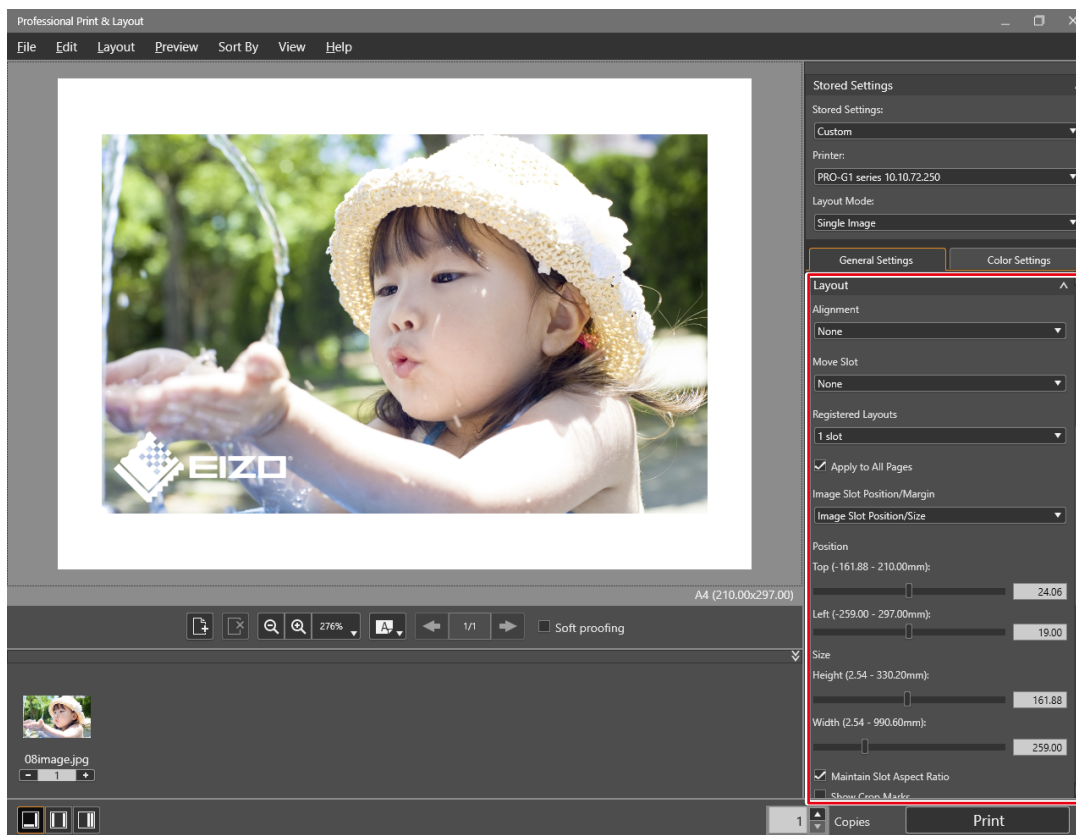 Professional Print & Layout
File Edit Layout Preview Sort By View Help
Stored Settings
Stored Settings:
Custom
Printer:
PRO-G1 series 10.10.72.250
Layout Mode:
Single Image
General Settings Color Settings
Layout
Alignment
None
Move Slot
None
Registered Layouts
1 slot
Apply to All Pages
Image Slot Position/Margin
Image Slot Position/Size
Position
Top (-161.88 - 210.00mm):
24.06
Left (-259.00 - 297.00mm):
19.00
Size
Height (2.54 - 330.20mm):
161.88
Width (2.54 - 990.60mm):
259.00
Maintain Slot Aspect Ratio
Show Crop Marks
EIZO
A4 (210.00x297.00)
276% A 1/1 Soft proofing
08image.jpg
- 1 +
1 Copies Print